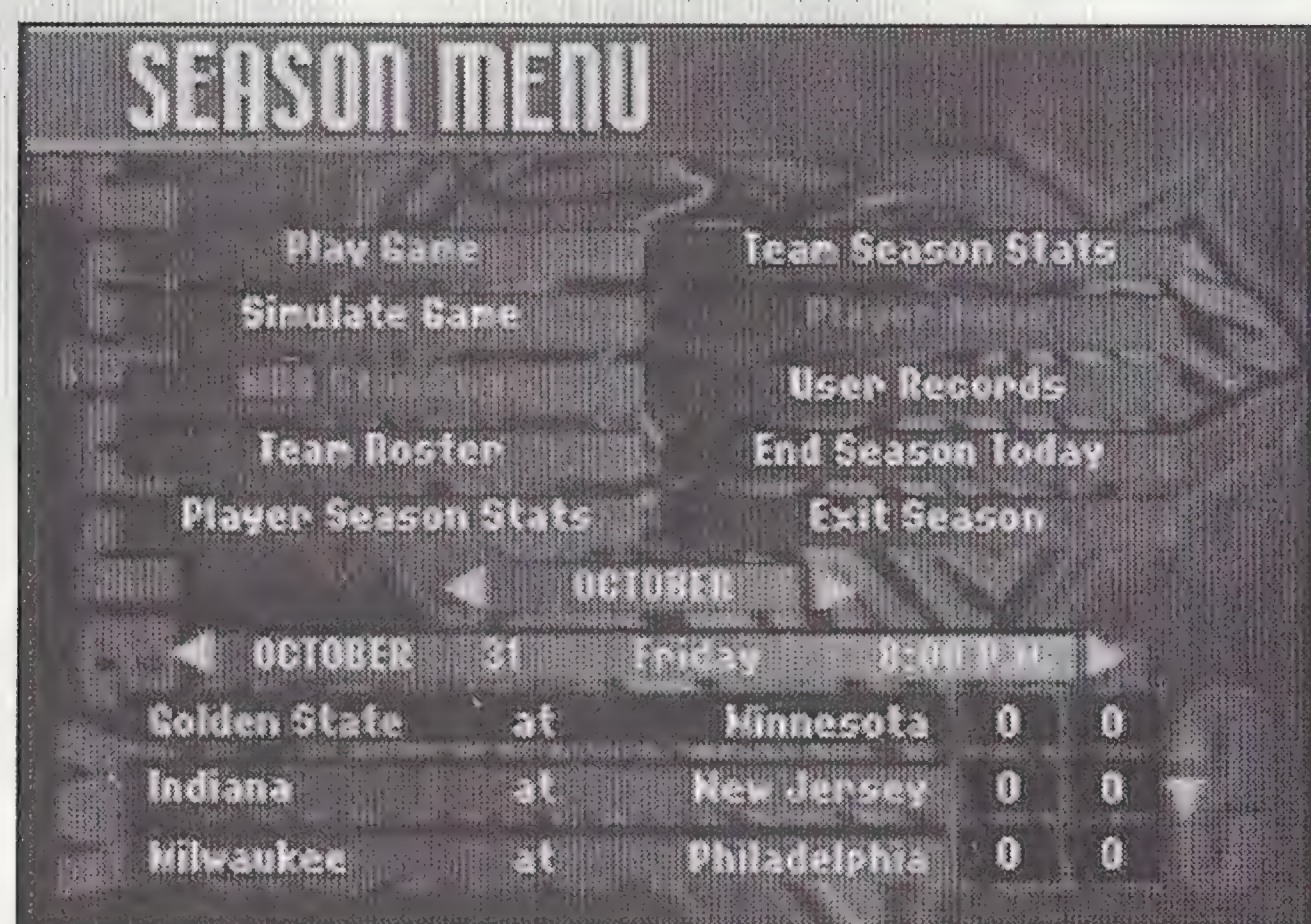 SEASON MENU
Play Game
Team Season Stats
Simulate Game
User Records
Team Roster
End Season Today
Player Season Stats
Exit Season
OCTOBER
OCTOBER 31 Friday 8:00 P.M.
Golden State at Minnesota 0 0
Indiana at New Jersey 0 0
Milwaukee at Philadelphia 0 0